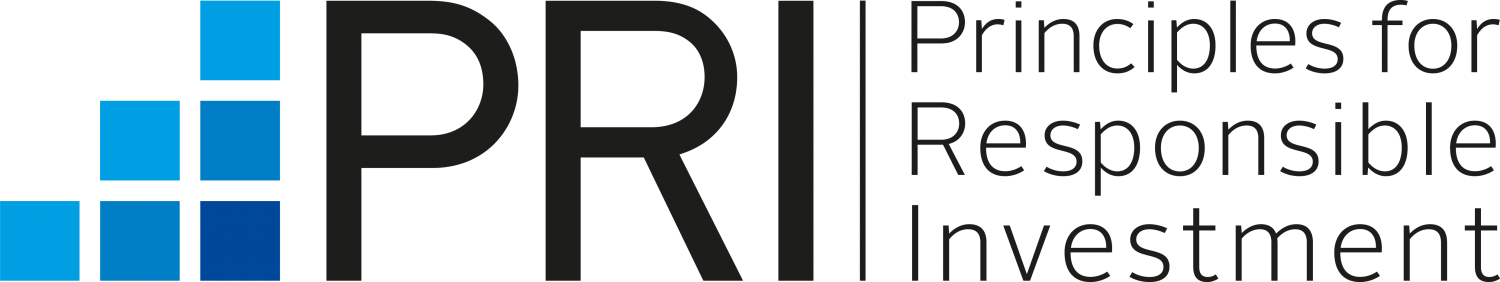 PRI
Principles for
Responsible
Investment